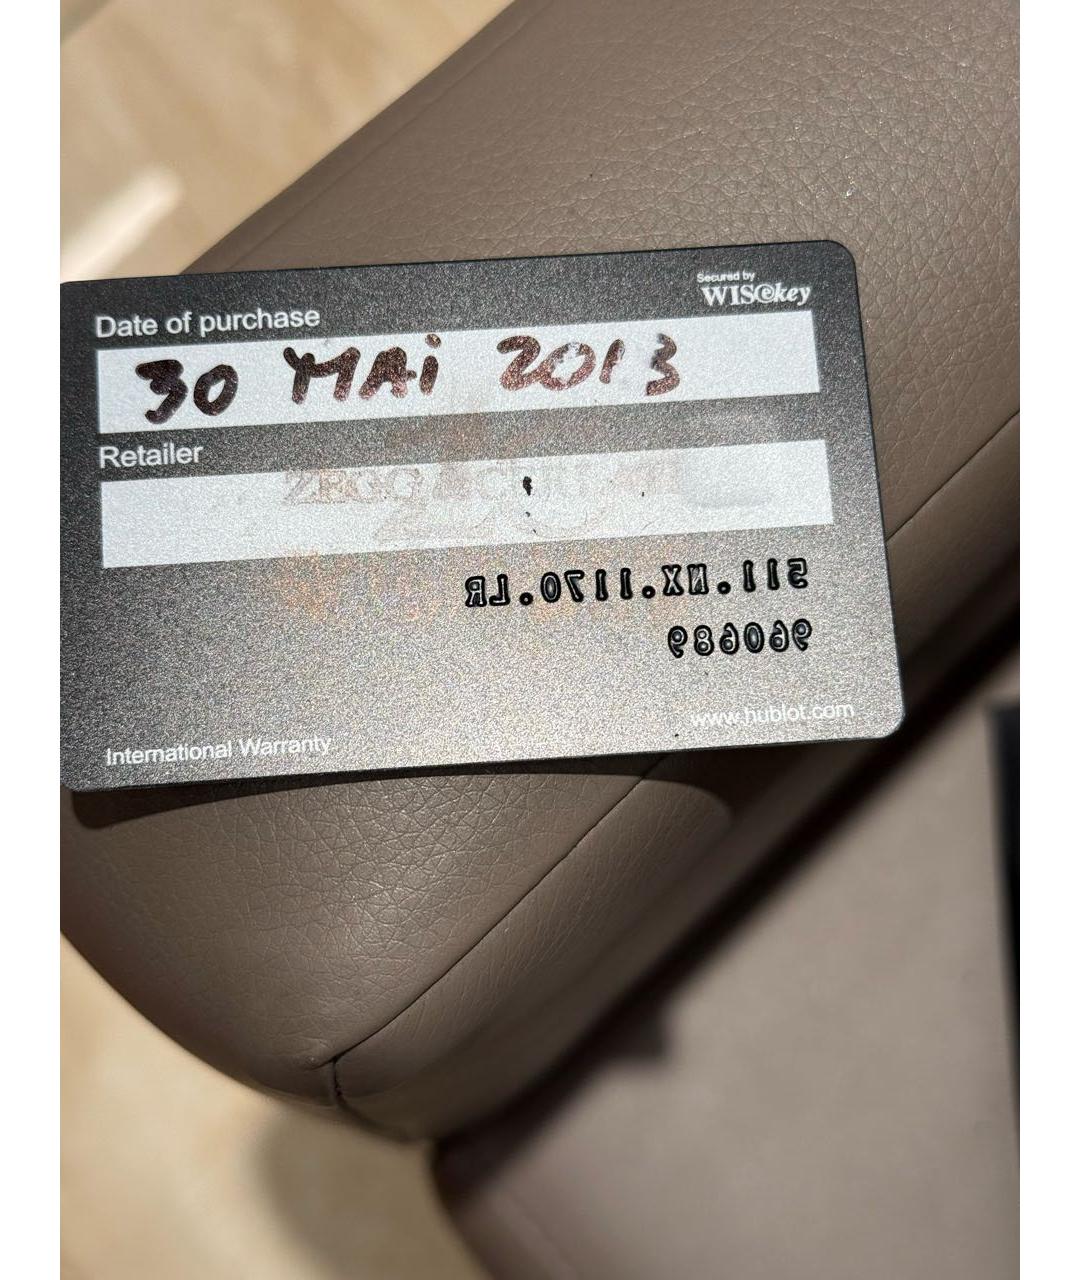 Secured by
WISekey
Date of purchase
30 MAi 2013
Retailer
ZEGG
511.NX.1170.LR
960689
www.hublot.com
International Warranty